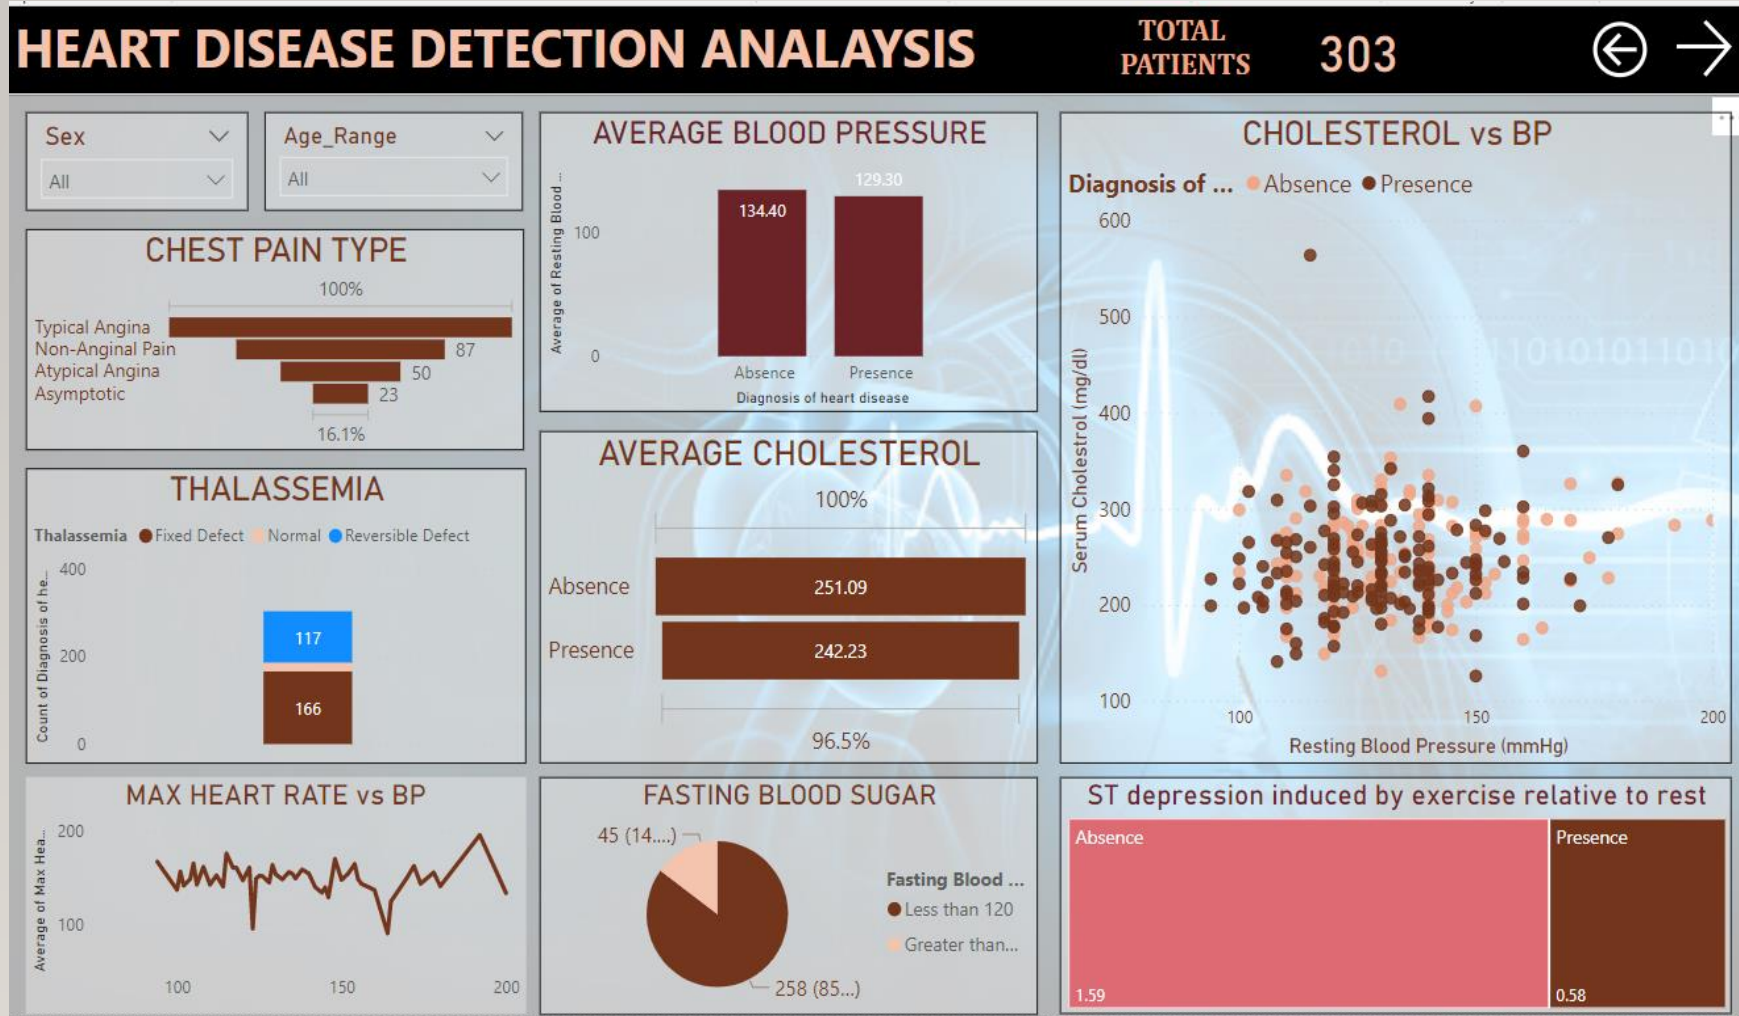 HEART DISEASE DETECTION ANALAYSIS
TOTAL
PATIENTS
303
Sex
All
Age_Range
All
CHEST PAIN TYPE
100%
Typical Angina
Non-Anginal Pain
87
Atypical Angina
50
Asymptotic
23
16.1%
THALASSEMIA
Thalassemia Fixed Defect Normal Reversible Defect
Count of Diagnosis of he...
400
200
0
117
166
MAX HEART RATE vs BP
Average of Max Hea...
200
100
100 150 200
AVERAGE BLOOD PRESSURE
Average of Resting Blood ...
100
0
134.40
129.30
Absence Presence
Diagnosis of heart disease
AVERAGE CHOLESTEROL
100%
Absence
251.09
Presence
242.23
96.5%
FASTING BLOOD SUGAR
45 (14....)
258 (85...)
Fasting Blood ...
Less than 120
Greater than...
CHOLESTEROL vs BP
Diagnosis of ... Absence Presence
Serum Cholestrol (mg/dl)
600
500
400
300
200
100
100 150 200
Resting Blood Pressure (mmHg)
ST depression induced by exercise relative to rest
Absence
1.59
Presence
0.58